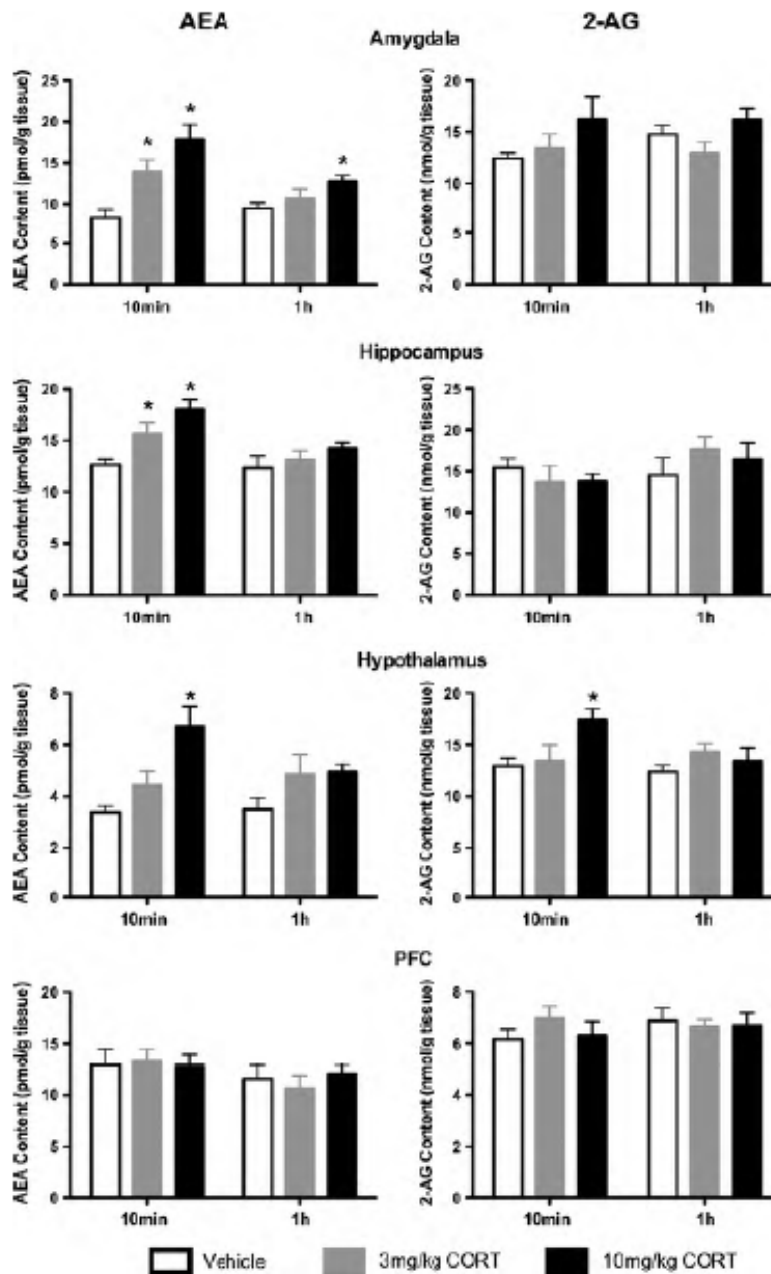 AEA 2-AG
Amygdala
AEA Content (pmol/g tissue)
25
20
15
10
5
0
* * *
10min 1h
2-AG Content (nmol/g tissue)
20
15
10
5
0
10min 1h
Hippocampus
AEA Content (pmol/g tissue)
20
15
10
5
0
* *
10min 1h
2-AG Content (nmol/g tissue)
25
20
15
10
5
0
10min 1h
Hypothalamus
AEA Content (pmol/g tissue)
8
6
4
2
0
*
10min 1h
2-AG Content (nmol/g tissue)
20
15
10
5
0
*
10min 1h
PFC
AEA Content (pmol/g tissue)
20
15
10
5
0
10min 1h
2-AG Content (nmol/g tissue)
8
6
4
2
0
10min 1h
Vehicle 3mg/kg CORT 10mg/kg CORT